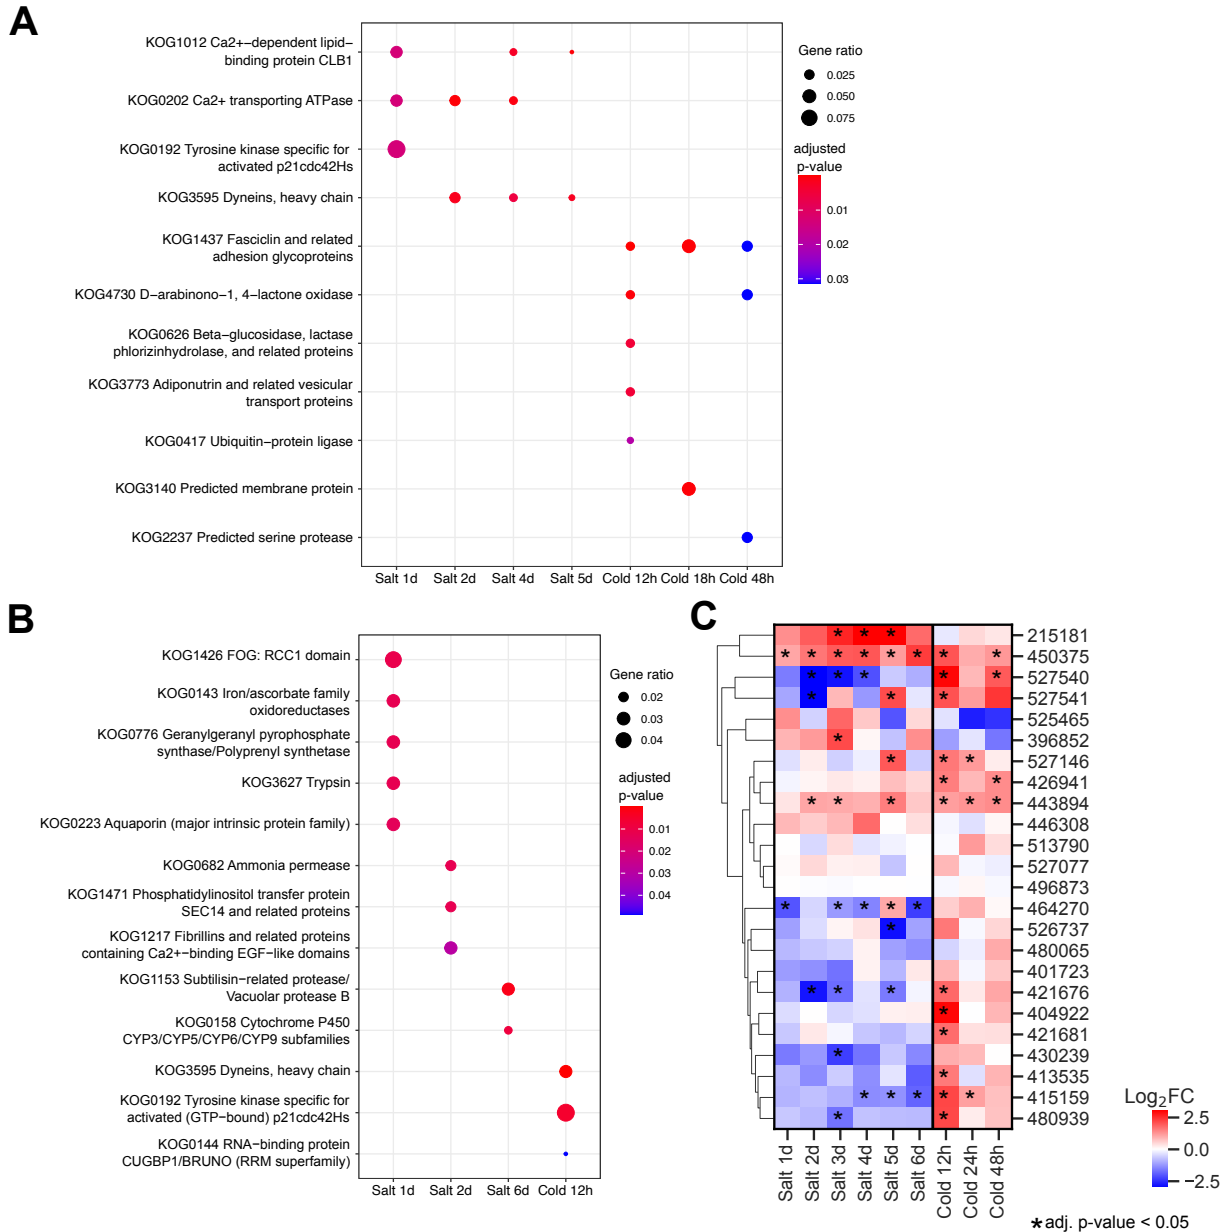 A
KOG1012 Ca2+−dependent lipid−
binding protein CLB1
KOG0202 Ca2+ transporting ATPase
KOG0192 Tyrosine kinase specific for
activated p21cdc42Hs
KOG3595 Dyneins, heavy chain
KOG1437 Fasciclin and related
adhesion glycoproteins
KOG4730 D−arabinono−1, 4−lactone oxidase
KOG0626 Beta−glucosidase, lactase
phlorizinhydrolase, and related proteins
KOG3773 Adiponutrin and related vesicular
transport proteins
KOG0417 Ubiquitin−protein ligase
KOG3140 Predicted membrane protein
KOG2237 Predicted serine protease
Salt 1d Salt 2d Salt 4d Salt 5d Cold 12h Cold 18h Cold 48h
Gene ratio
0.025
0.050
0.075
adjusted
p-value
0.01
0.02
0.03
B
KOG1426 FOG: RCC1 domain
KOG0143 Iron/ascorbate family
oxidoreductases
KOG0776 Geranylgeranyl pyrophosphate
synthase/Polyprenyl synthetase
KOG3627 Trypsin
KOG0223 Aquaporin (major intrinsic protein family)
KOG0682 Ammonia permease
KOG1471 Phosphatidylinositol transfer protein
SEC14 and related proteins
KOG1217 Fibrillins and related proteins
containing Ca2+−binding EGF−like domains
KOG1153 Subtilisin−related protease/
Vacuolar protease B
KOG0158 Cytochrome P450
CYP3/CYP5/CYP6/CYP9 subfamilies
KOG3595 Dyneins, heavy chain
KOG0192 Tyrosine kinase specific for
activated (GTP−bound) p21cdc42Hs
KOG0144 RNA−binding protein
CUGBP1/BRUNO (RRM superfamily)
Salt 1d Salt 2d Salt 6d Cold 12h
Gene ratio
0.02
0.03
0.04
adjusted
p-value
0.01
0.02
0.03
0.04
C
* * * 215181
* * * * * * * * 450375
* * * * * 527540
* * * 527541
525465
* 396852
* * * 527146
* * 426941
* * * * * * 443894
446308
513790
527077
496873
* * * * * 464270
* 526737
480065
401723
* * * * 421676
* 404922
* 421681
* 430239
* 413535
* * * * * 415159
* * 480939
Salt 1d
Salt 2d
Salt 3d
Salt 4d
Salt 5d
Salt 6d
Cold 12h
Cold 24h
Cold 48h
Log2FC
2.5
0.0
−2.5
* adj. p-value < 0.05